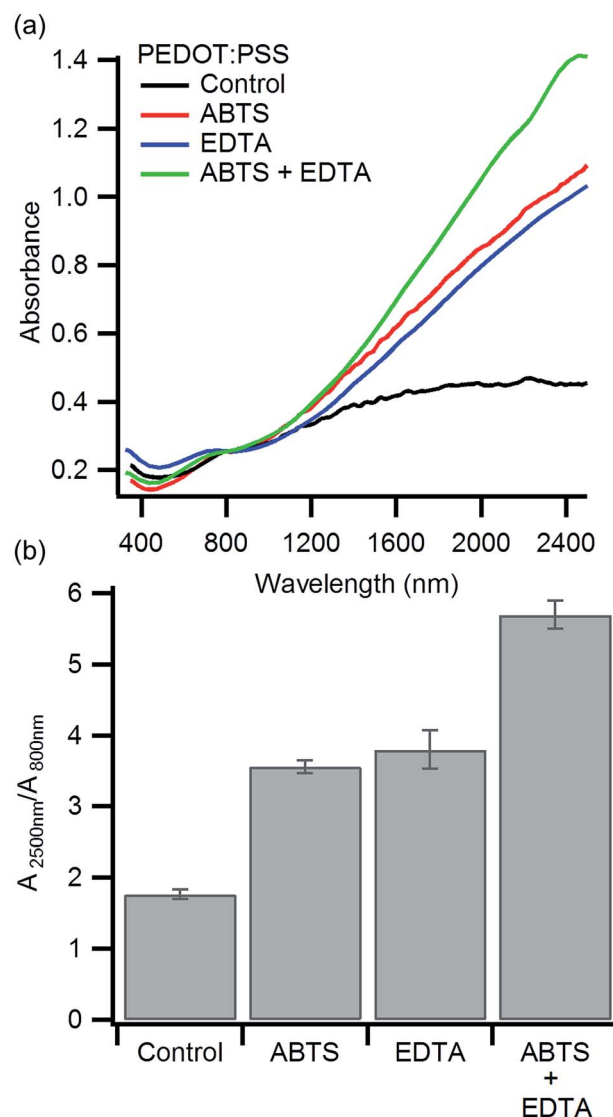 (a)
PEDOT:PSS
Control
ABTS
EDTA
ABTS + EDTA
1.4
1.2
1.0
0.8
0.6
0.4
0.2
Absorbance
400 800 1200 1600 2000 2400
Wavelength (nm)
(b)
6
5
4
3
2
1
0
A 2500nm/A 800nm
Control ABTS EDTA ABTS
+
EDTA